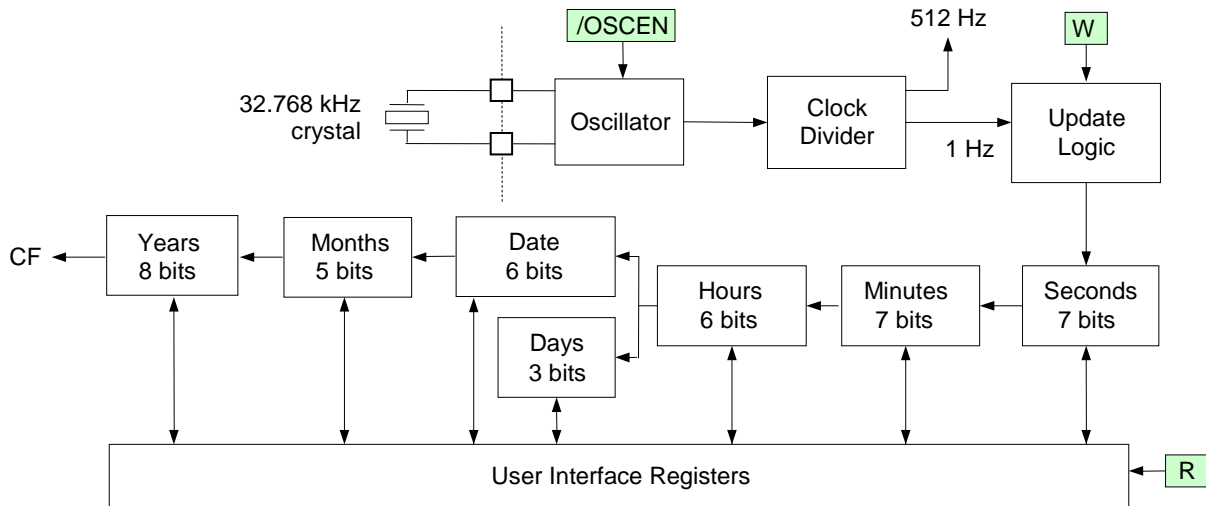 /OSCEN
512 Hz
W
32.768 kHz
crystal
Oscillator
Clock
Divider
1 Hz
Update
Logic
CF
Years
8 bits
Months
5 bits
Date
6 bits
Days
3 bits
Hours
6 bits
Minutes
7 bits
Seconds
7 bits
User Interface Registers
R